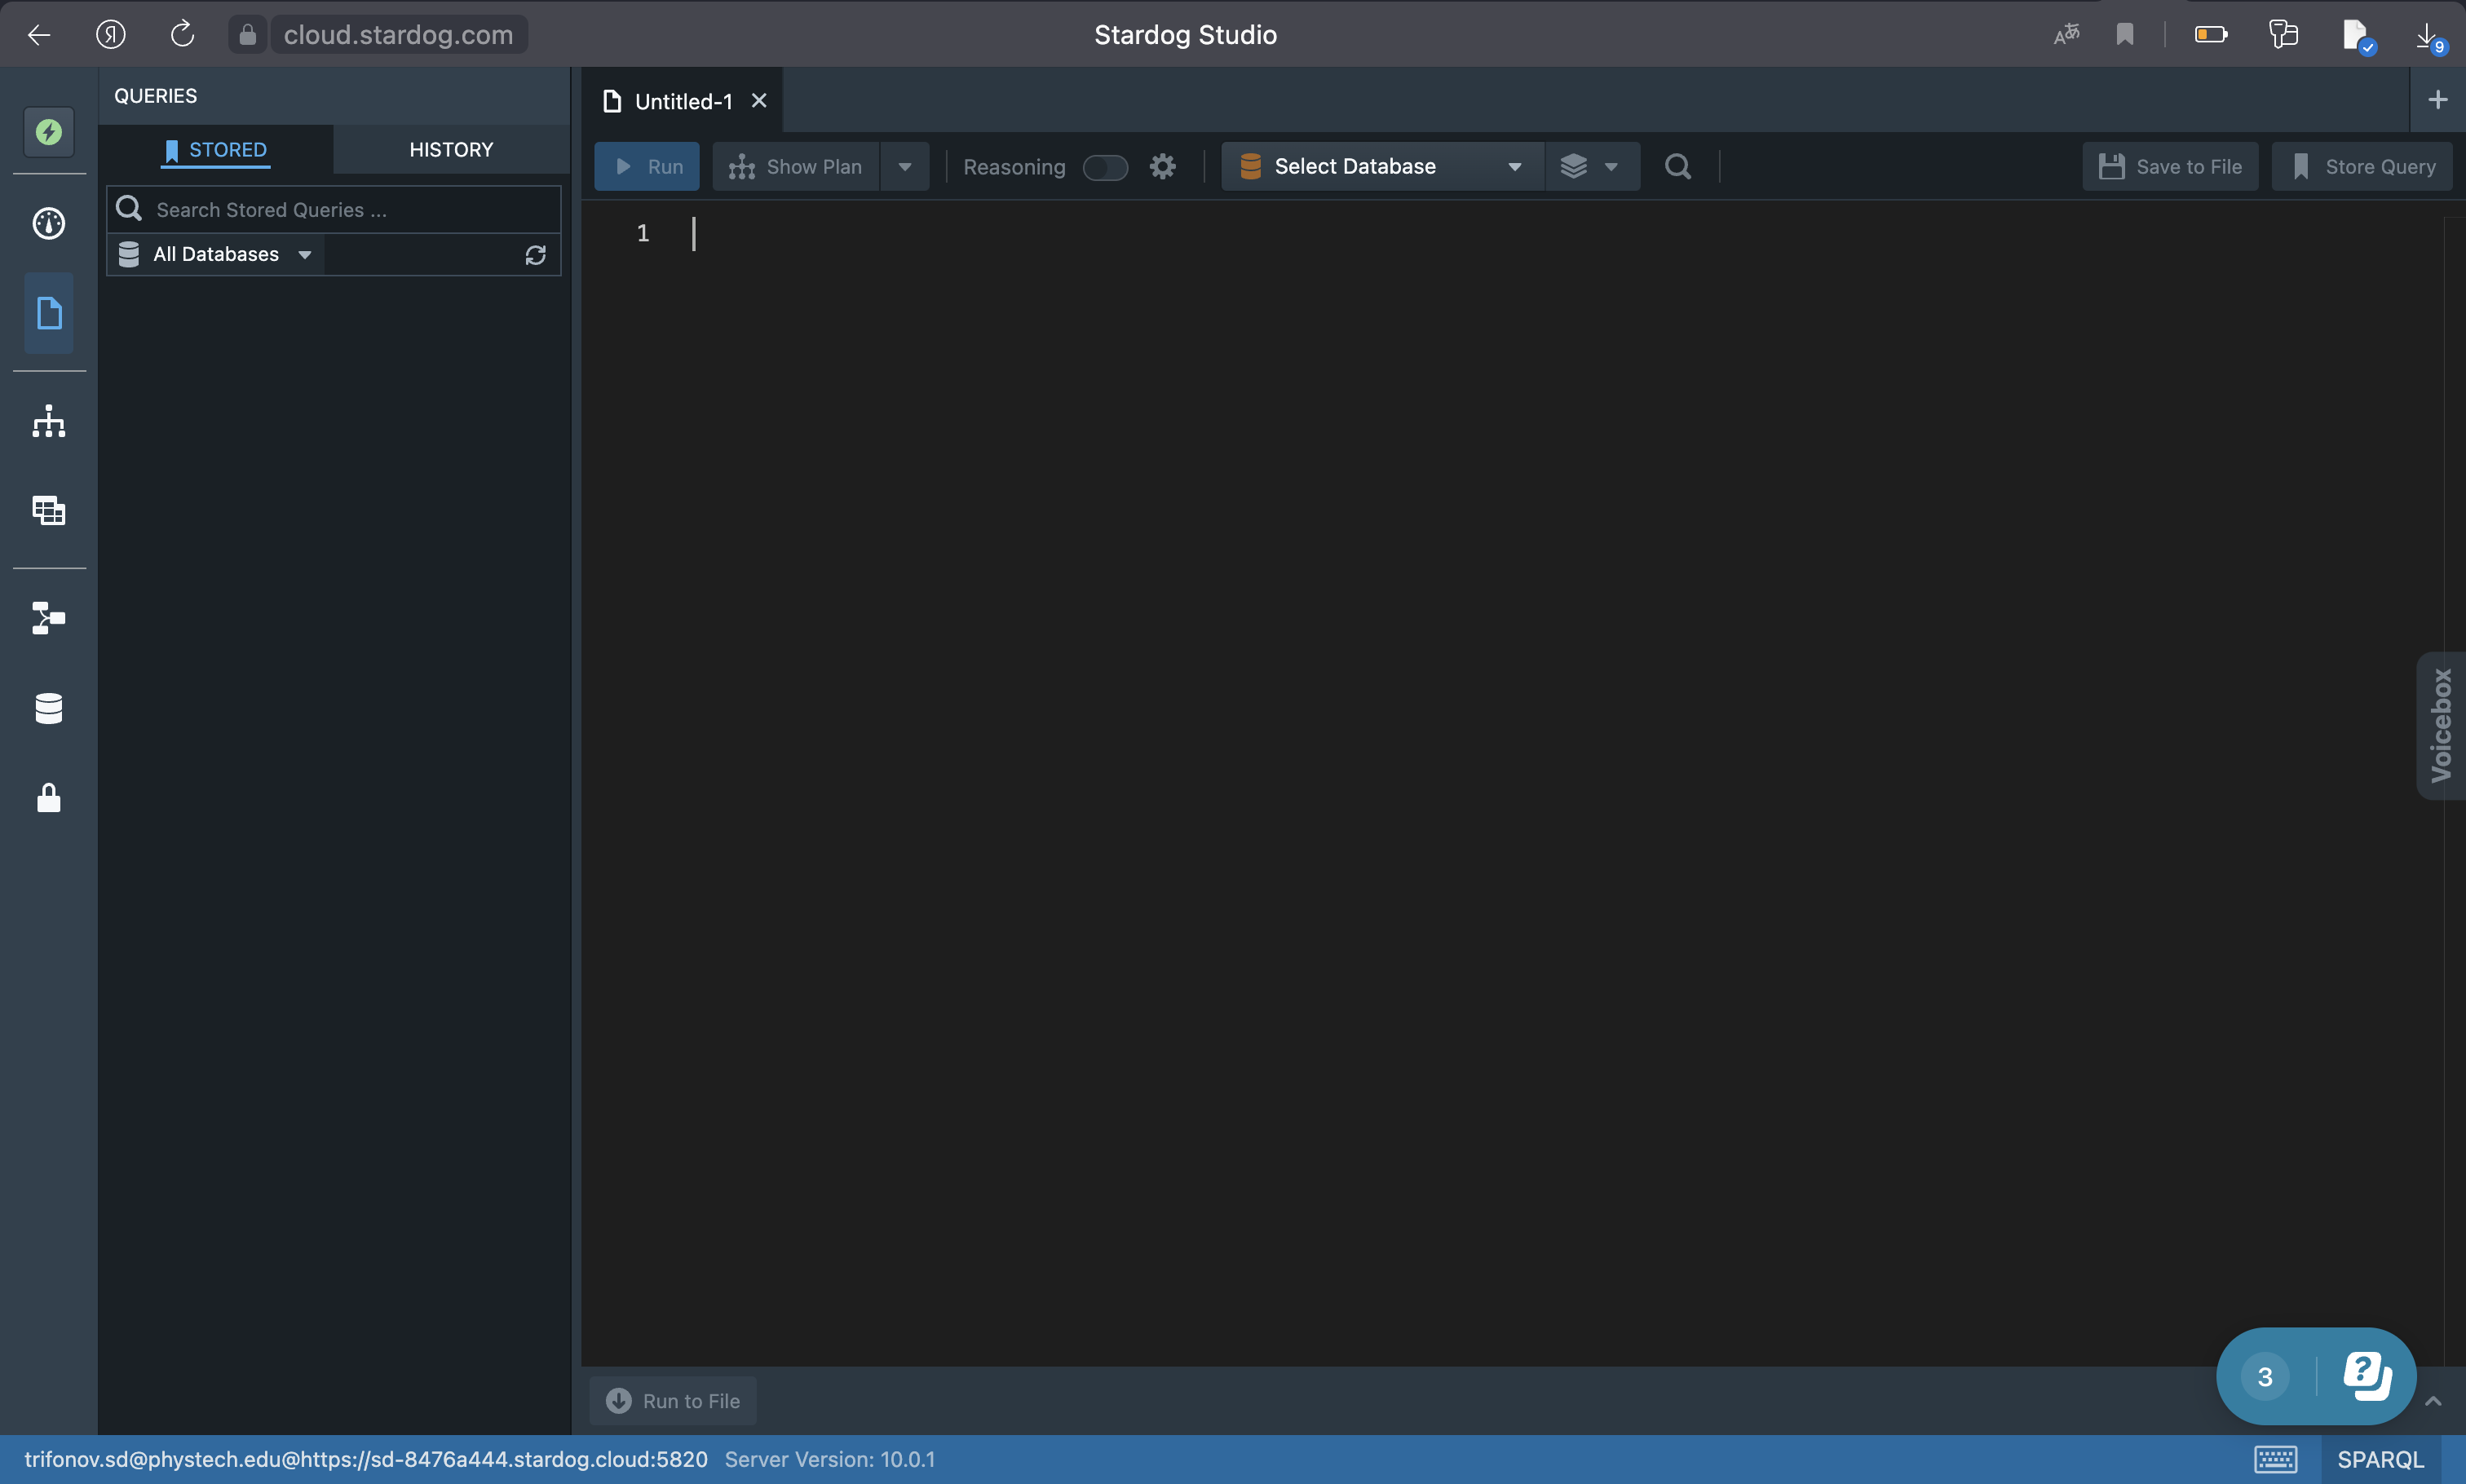 cloud.stardog.com
Stardog Studio
9
QUERIES
STORED
HISTORY
Search Stored Queries ...
All Databases
Untitled-1
Run
Show Plan
Reasoning
Select Database
Save to File
Store Query
1
Voicebox
3
Run to File
trifonov.sd@phystech.edu@https://sd-8476a444.stardog.cloud:5820 Server Version: 10.0.1
SPARQL